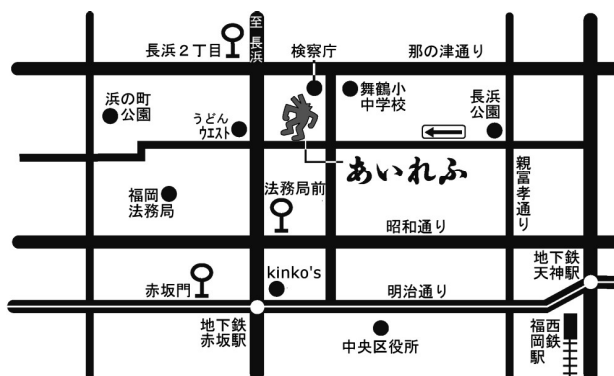 至 長浜
長浜2丁目
検察庁
那の津通り
浜の町
公園
うどん
ウエスト
舞鶴小
中学校
長浜
公園
あいれふ
福岡
法務局
法務局前
昭和通り
親富孝通り
地下鉄
天神駅
赤坂門
kinko's
明治通り
地下鉄
赤坂駅
中央区役所
西鉄
福岡駅